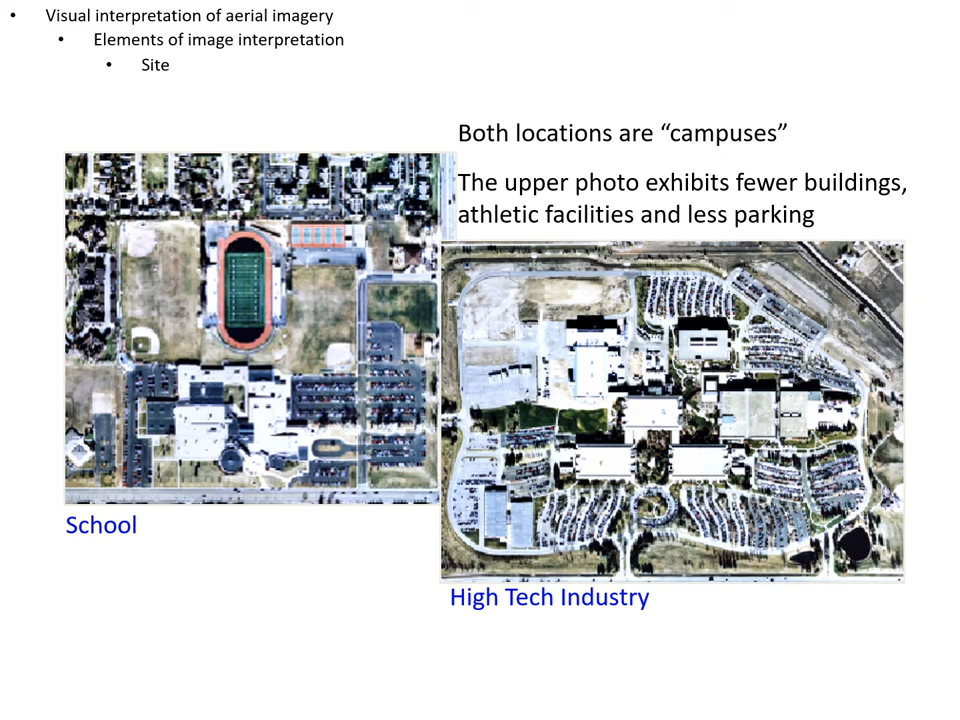 • Visual interpretation of aerial imagery
• Elements of image interpretation
• Site
Both locations are “campuses”
The upper photo exhibits fewer buildings,
athletic facilities and less parking
School
High Tech Industry